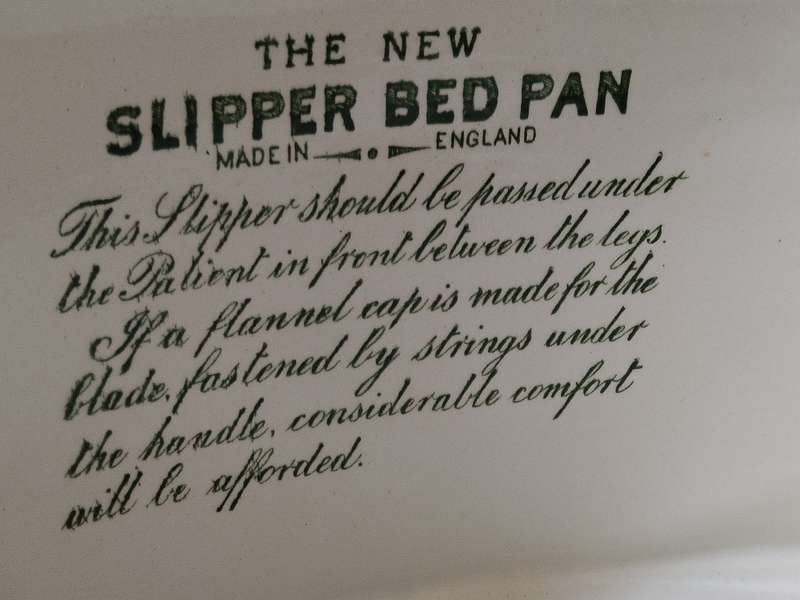 THE NEW
SLIPPER BED PAN
MADE IN ENGLAND
This Slipper should be passed under
the Patient in front between the legs.
If a flannel cap is made for the
blade, fastened by strings under
the handle, considerable comfort
will be afforded.